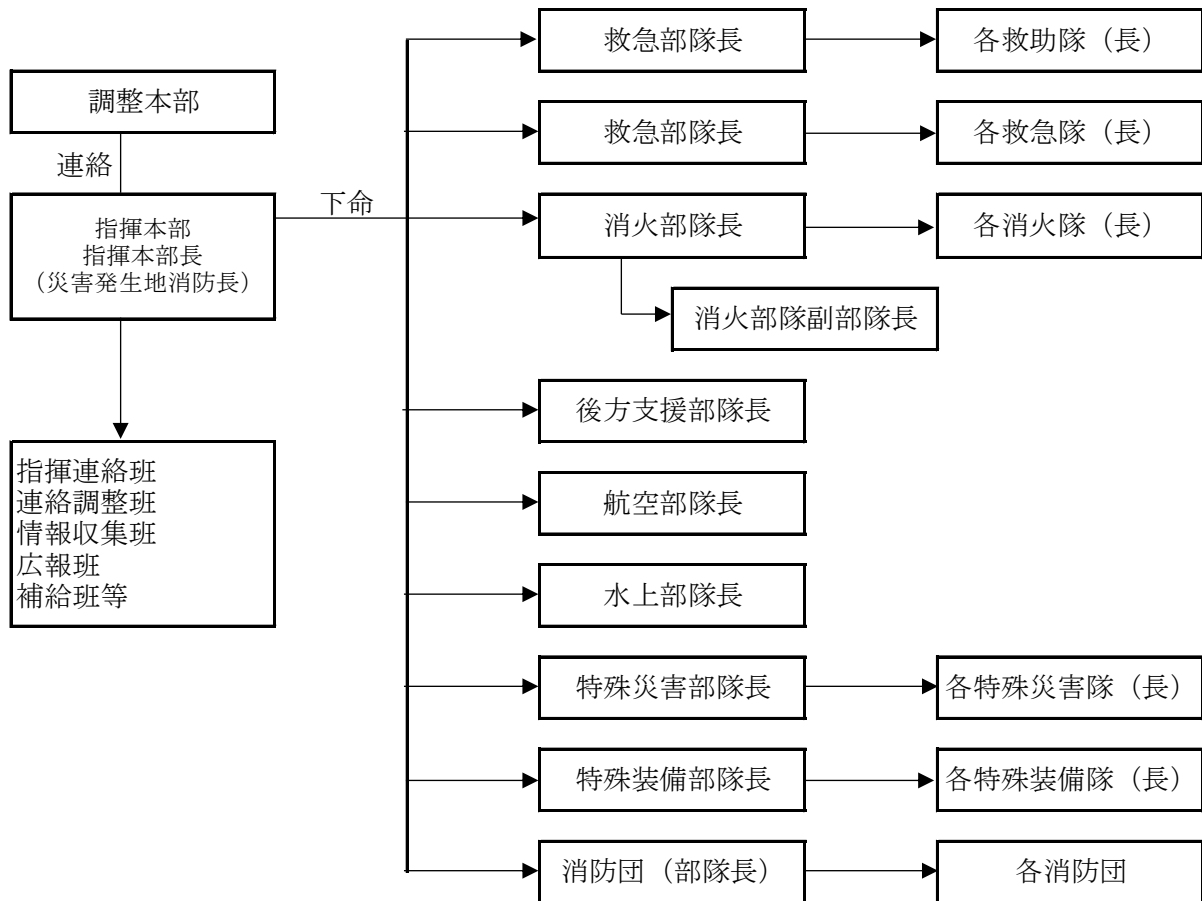 救急部隊長
各救助隊（長）
調整本部
救急部隊長
各救急隊（長）
連絡
下命
指揮本部
指揮本部長
（災害発生地消防長）
消火部隊長
各消火隊（長）
消火部隊副部隊長
後方支援部隊長
指揮連絡班
連絡調整班
情報収集班
広報班
補給班等
航空部隊長
水上部隊長
特殊災害部隊長
各特殊災害隊（長）
特殊装備部隊長
各特殊装備隊（長）
消防団（部隊長）
各消防団